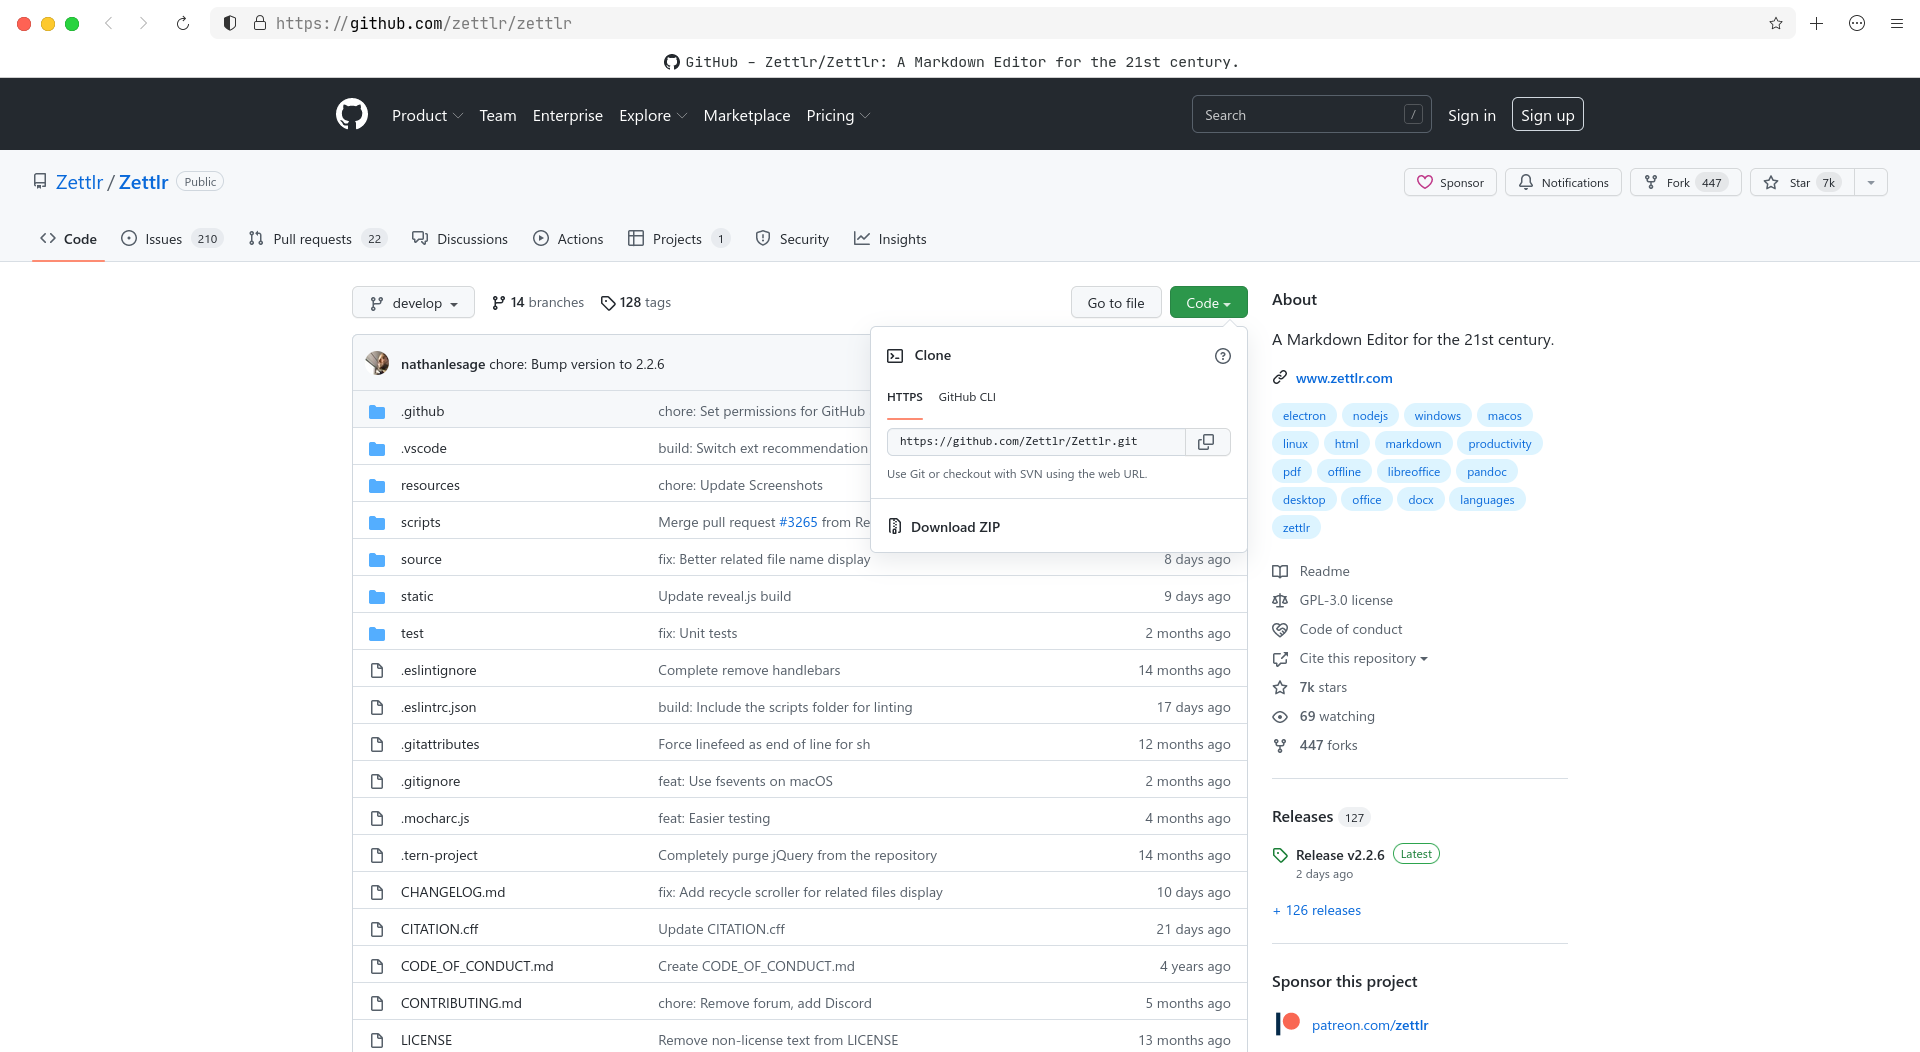 https://github.com/zettlr/zettlr
GitHub - Zettlr/Zettlr: A Markdown Editor for the 21st century.
Product Team Enterprise Explore Marketplace Pricing Search / Sign in Sign up
Zettlr / Zettlr Public Sponsor Notifications Fork 447 Star 7k
Code Issues 210 Pull requests 22 Discussions Actions Projects 1 Security Insights
develop 14 branches 128 tags Go to file Code
nathanlesage chore: Bump version to 2.2.6
.github chore: Set permissions for GitHub
.vscode build: Switch ext recommendation
resources chore: Update Screenshots
scripts Merge pull request #3265 from Re
source fix: Better related file name display 8 days ago
static Update reveal.js build 9 days ago
test fix: Unit tests 2 months ago
.eslintignore Complete remove handlebars 14 months ago
.eslintrc.json build: Include the scripts folder for linting 17 days ago
.gitattributes Force linefeed as end of line for sh 12 months ago
.gitignore feat: Use fsevents on macOS 2 months ago
.mocharc.js feat: Easier testing 4 months ago
.tern-project Completely purge jQuery from the repository 14 months ago
CHANGELOG.md fix: Add recycle scroller for related files display 10 days ago
CITATION.cff Update CITATION.cff 21 days ago
CODE_OF_CONDUCT.md Create CODE_OF_CONDUCT.md 4 years ago
CONTRIBUTING.md chore: Remove forum, add Discord 5 months ago
LICENSE Remove non-license text from LICENSE 13 months ago
Clone
HTTPS GitHub CLI
https://github.com/Zettlr/Zettlr.git
Use Git or checkout with SVN using the web URL.
Download ZIP
About
A Markdown Editor for the 21st century.
www.zettlr.com
electron nodejs windows macos
linux html markdown productivity
pdf offline libreoffice pandoc
desktop office docx languages
zettlr
Readme
GPL-3.0 license
Code of conduct
Cite this repository
7k stars
69 watching
447 forks
Releases 127
Release v2.2.6 Latest
2 days ago
+ 126 releases
Sponsor this project
patreon.com/zettlr